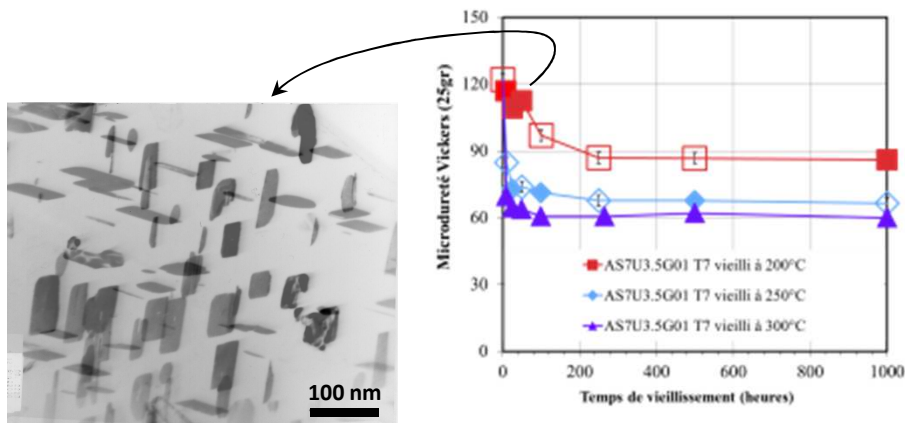 100 nm
Microdureté Vickers (25gr)
150
120
90
60
30
0
AS7U3.5G01 T7 vieilli à 200°C
AS7U3.5G01 T7 vieilli à 250°C
AS7U3.5G01 T7 vieilli à 300°C
0 200 400 600 800 1000
Temps de vieillissement (heures)